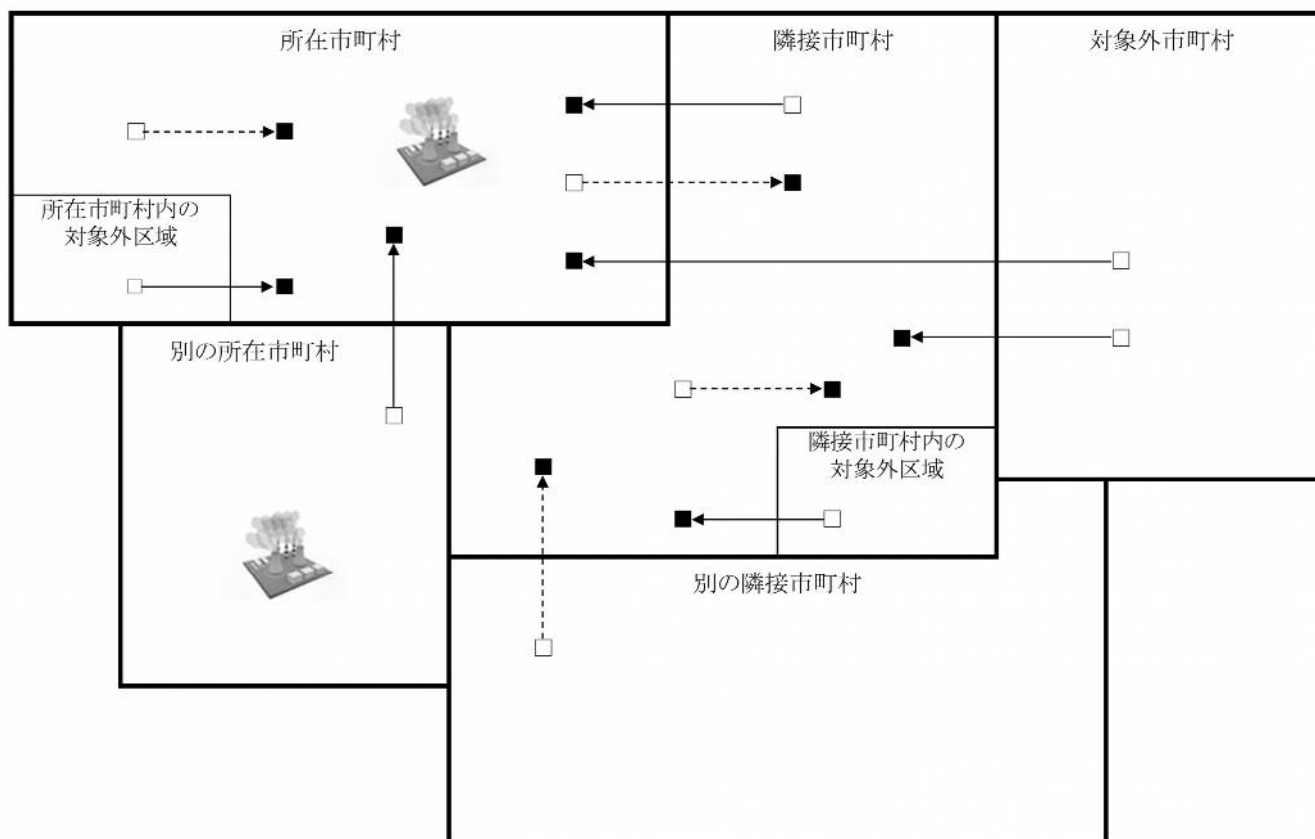 所在市町村
隣接市町村
対象外市町村
所在市町村内の
対象外区域
別の所在市町村
隣接市町村内の
対象外区域
別の隣接市町村